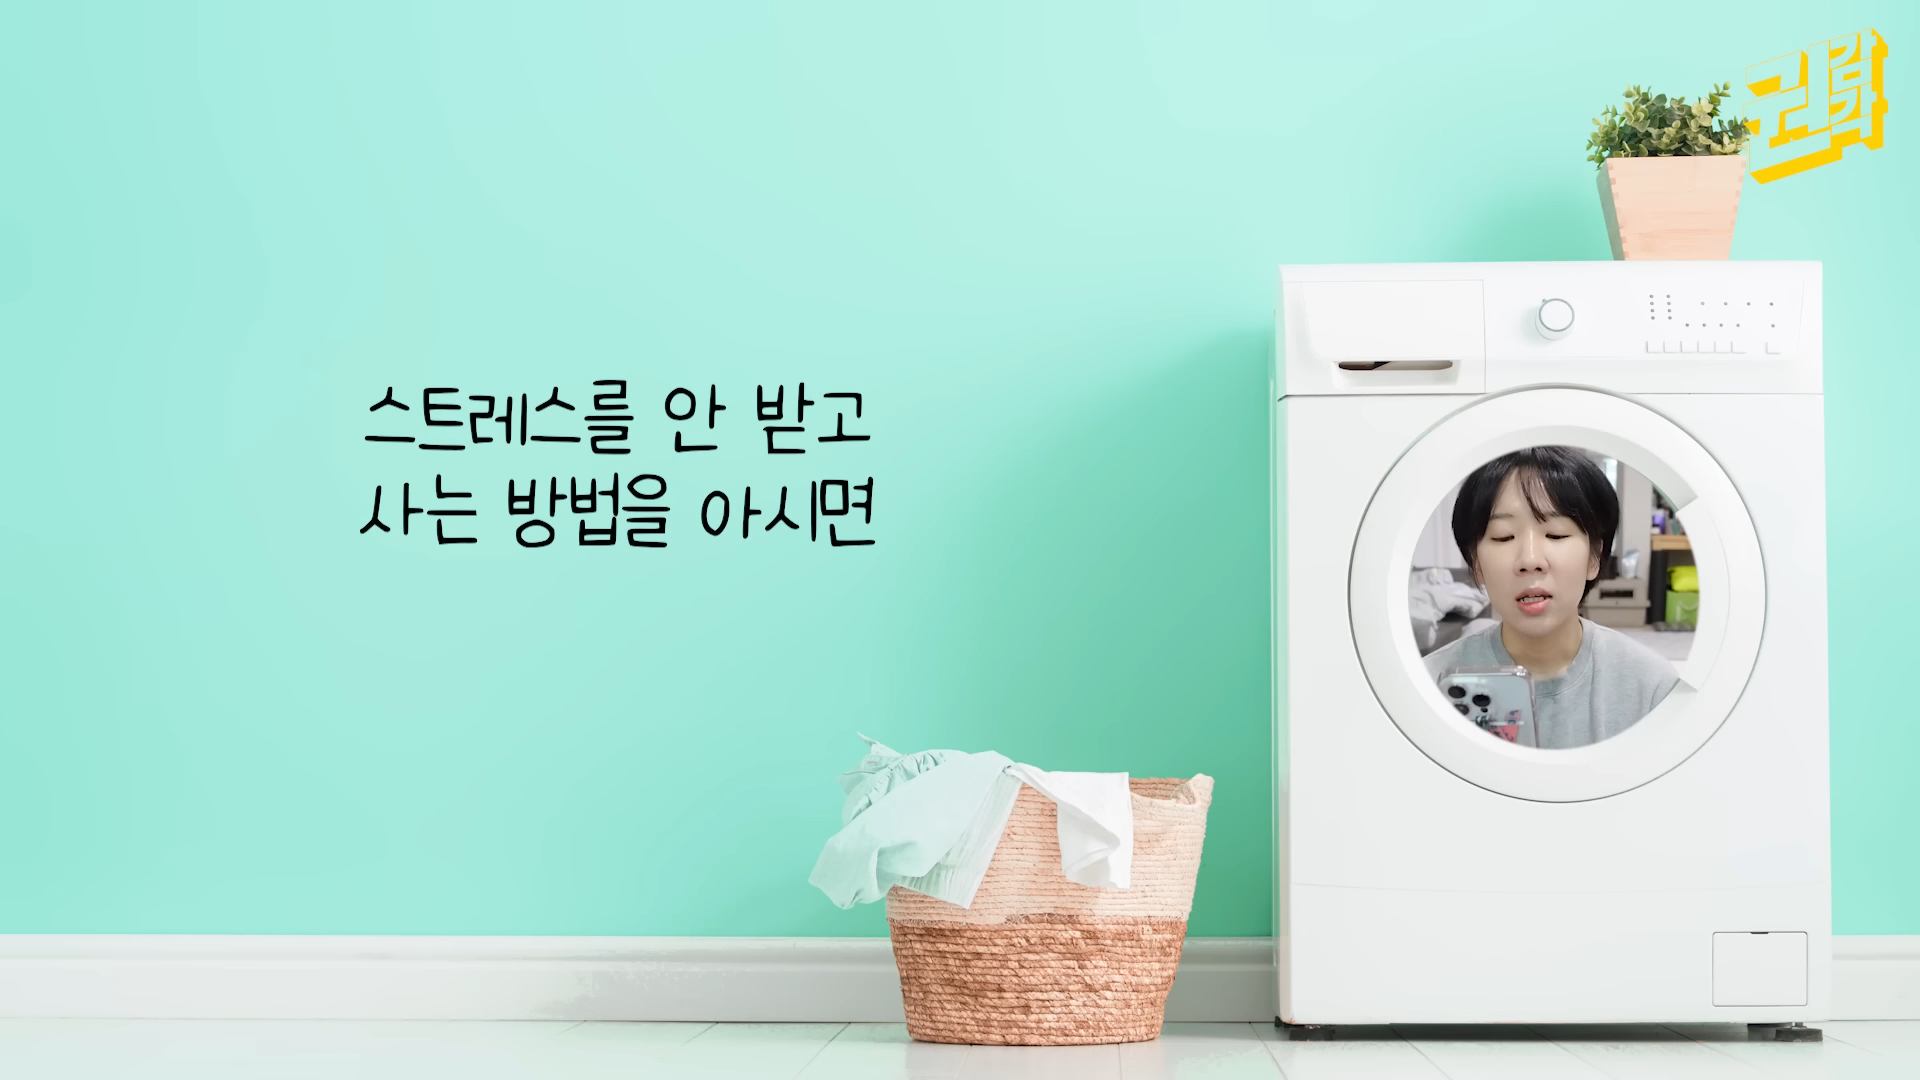 스트레스를 안 받고
사는 방법을 아시면